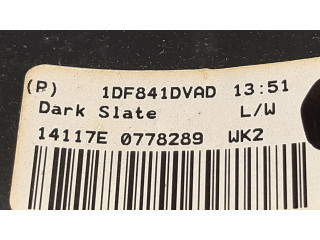 (P) 1DF841DVAD 13:51
Dark Slate L/W
14117E 0778289 WK2